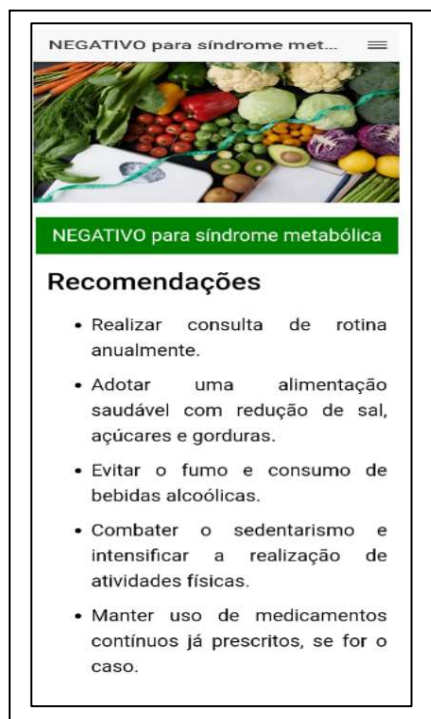 NEGATIVO para síndrome met...
NEGATIVO para síndrome metabólica
Recomendações
• Realizar consulta de rotina
anualmente.
• Adotar uma alimentação
saudável com redução de sal,
açúcares e gorduras.
• Evitar o fumo e consumo de
bebidas alcoólicas.
• Combater o sedentarismo e
intensificar a realização de
atividades físicas.
• Manter uso de medicamentos
contínuos já prescritos, se for o
caso.